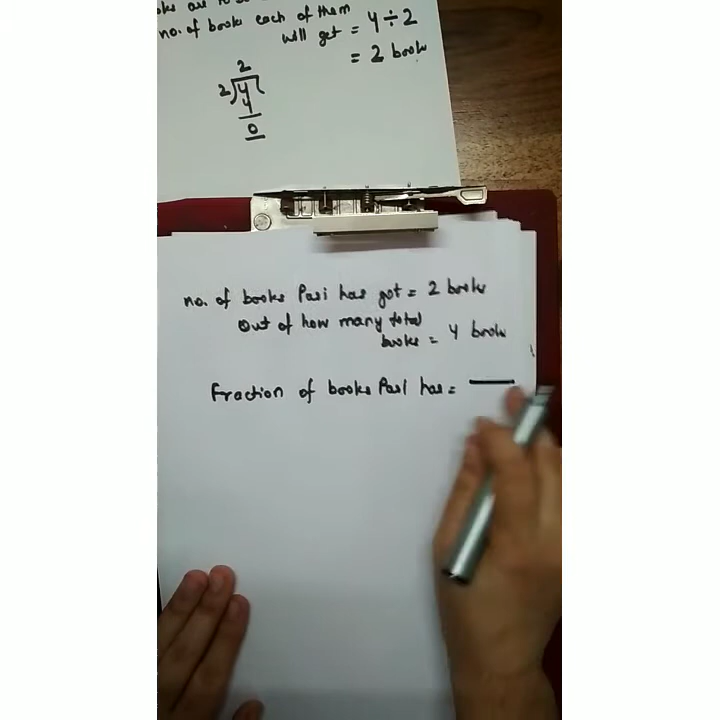 no. of books each of them
will get = 4 ÷ 2
= 2 books
2
2 4
4
0
no. of books Pari has got = 2 books
Out of how many total
books = 4 books
Fraction of books Pari has =